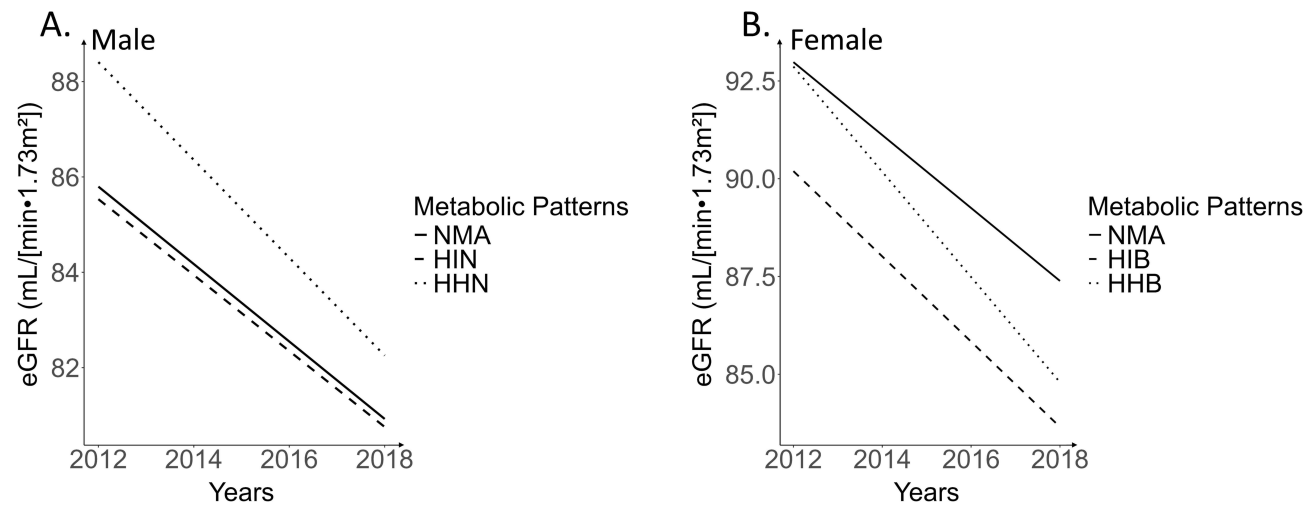 A.
Male
eGFR (mL/[min•1.73m²])
88
86
84
82
2012 2014 2016 2018
Years
Metabolic Patterns
NMA
HIN
HHN
B.
Female
eGFR (mL/[min•1.73m²])
92.5
90.0
87.5
85.0
2012 2014 2016 2018
Years
Metabolic Patterns
NMA
HIB
HHB